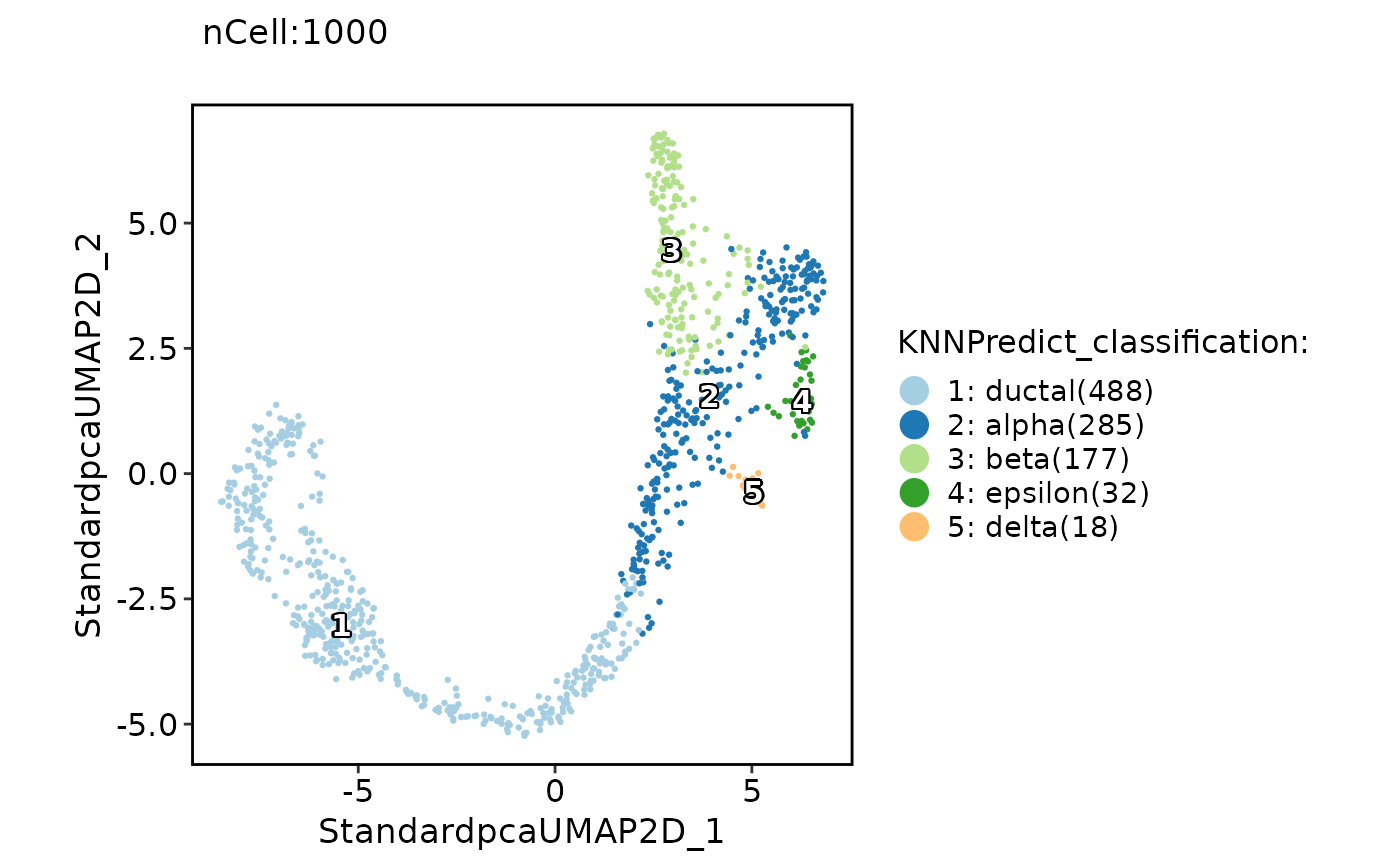 nCell:1000
StandardpcaUMAP2D_2
5.0
2.5
0.0
-2.5
-5.0
3
2
4
5
1
-5
0
5
StandardpcaUMAP2D_1
KNNPredict_classification:
1: ductal(488)
2: alpha(285)
3: beta(177)
4: epsilon(32)
5: delta(18)